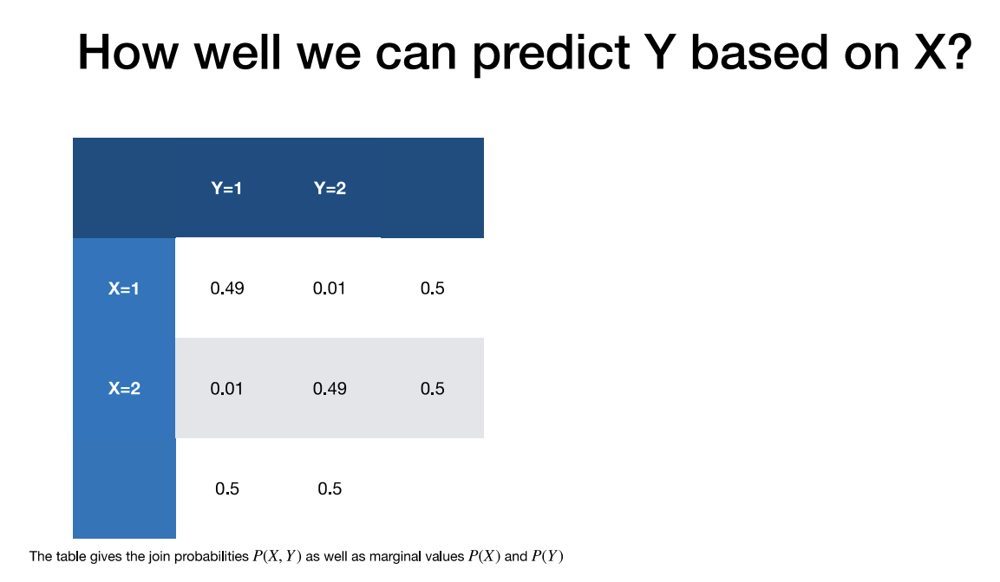 How well we can predict Y based on X?
Y=1 Y=2
X=1 0.49 0.01 0.5
X=2 0.01 0.49 0.5
0.5 0.5
The table gives the join probabilities P(X, Y) as well as marginal values P(X) and P(Y)